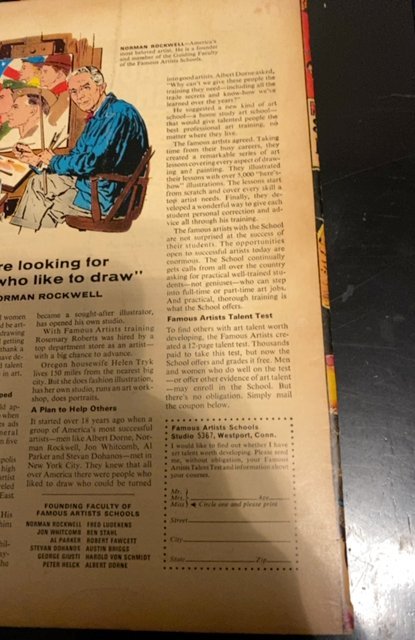 NORMAN ROCKWELL—America's
most beloved artist. He is a founder
and member of the Guiding Faculty
of the Famous Artists Schools.
re looking for
who like to draw"
ORMAN ROCKWELL
women
be art-
drawing
getting
thank a
have de-
talent
in art.
eed
ld ap-
when
ts ads
neral
n five
polis
high
artist
eled
East
His
hins
hil-
ay-
he
became a sought-after illustrator,
has opened his own studio.
With Famous Artists training
Rosemary Roberts was hired by a
top department store as an artist—
with a big chance to advance.
Oregon housewife Helen Tryk
lives 150 miles from the nearest big
city. But she does fashion illustration,
has her own studio, runs an art work-
shop, does portraits.
A Plan to Help Others
It started over 18 years ago when a
group of America's most successful
artists—men like Albert Dorne, Nor-
man Rockwell, Jon Whitcomb, Al
Parker and Stevan Dohanos—met in
New York City. They knew that all
over America there were people who
liked to draw who could be turned
into good artists. Albert Dorne asked,
"Why can't we give these people the
training they need—including all the
trade secrets and know-how we've
learned over the years?"
He suggested a new kind of art
school—a home study art school—
that would give talented people the
best professional art training, no
matter where they live.
The famous artists agreed. Taking
time from their busy careers, they
created a remarkable series of art
lessons covering every aspect of draw-
ing and painting. They illustrated
their lessons with over 5,000 "here's-
how" illustrations. The lessons start
from scratch and cover every skill a
top artist needs. Finally, they de-
veloped a wonderful way to give each
student personal correction and ad-
vice all through his training.
The famous artists with the School
are not surprised at the success of
their students. The opportunities
open to successful artists today are
enormous. The School continually
gets calls from all over the country
asking for practical well-trained stu-
dents—not geniuses—who can step
into full-time or part-time art jobs.
And practical, thorough training is
what the School offers.
Famous Artists Talent Test
To find others with art talent worth
developing, the Famous Artists cre-
ated a 12-page talent test. Thousands
paid to take this test, but now the
School offers and grades it free. Men
and women who do well on the test
—or offer other evidence of art talent
—may enroll in the School. But
there's no obligation. Simply mail
the coupon below.
Famous Artists Schools
Studio 5367, Westport, Conn.
I would like to find out whether I have
art talent worth developing. Please send
me, without obligation, your Famous
Artists Talent Test and information about
your courses.
Mr.
Mrs. Age
Miss Circle one and please print
Street
City
State Zip
FOUNDING FACULTY OF
FAMOUS ARTISTS SCHOOLS
NORMAN ROCKWELL FRED LUDEKENS
JON WHITCOMB BEN STAHL
AL PARKER ROBERT FAWCETT
STEVAN DOHANOS AUSTIN BRIGGS
GEORGE GIUSTI HAROLD VON SCHMIDT
PETER HELCK ALBERT DORNE